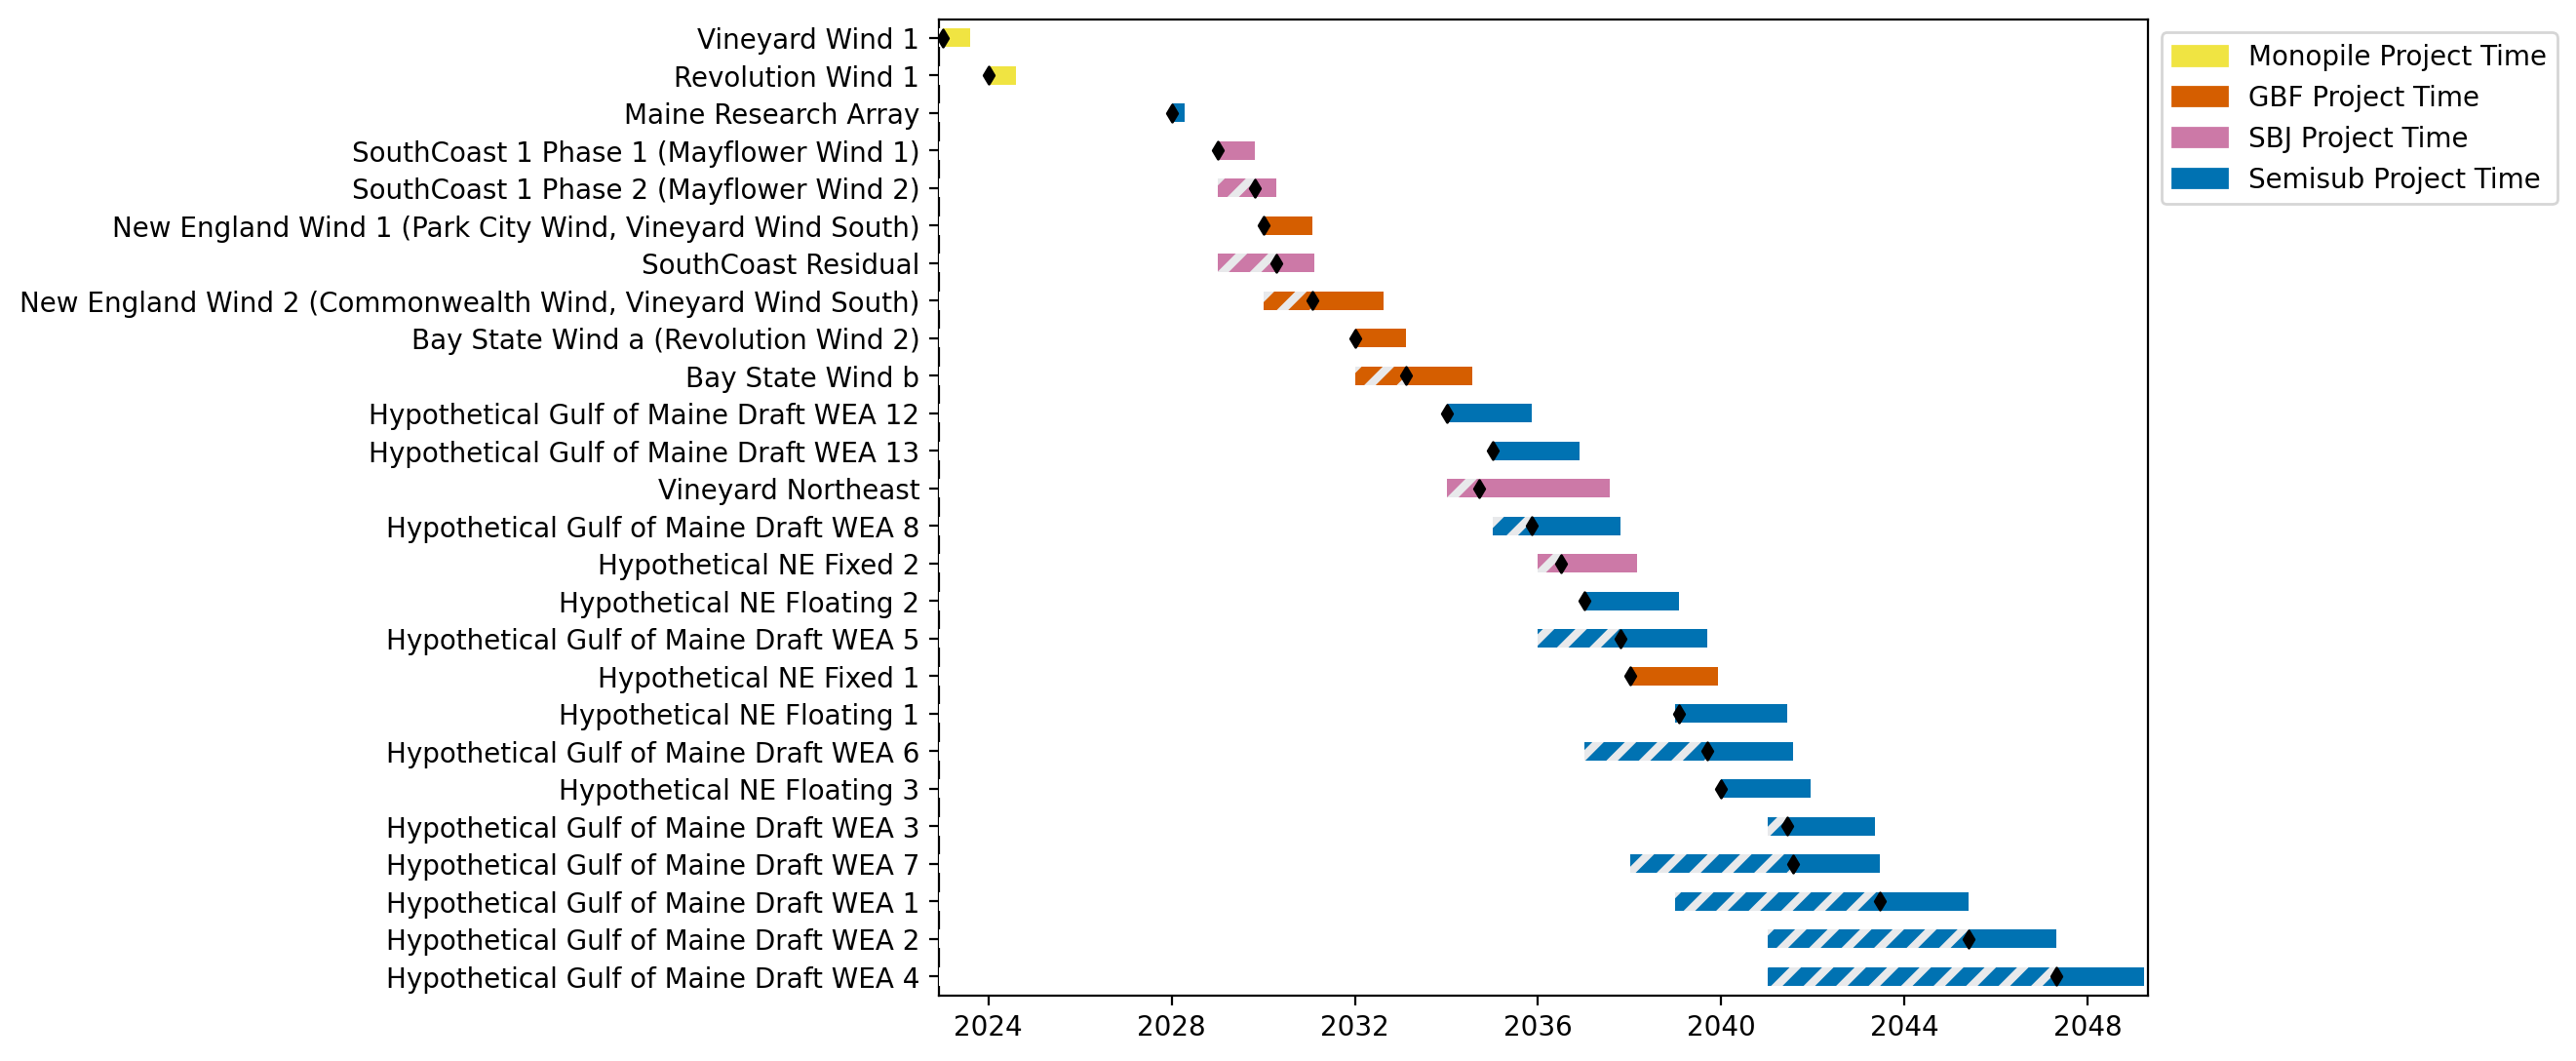 Vineyard Wind 1
Revolution Wind 1
Maine Research Array
SouthCoast 1 Phase 1 (Mayflower Wind 1)
SouthCoast 1 Phase 2 (Mayflower Wind 2)
New England Wind 1 (Park City Wind, Vineyard Wind South)
SouthCoast Residual
New England Wind 2 (Commonwealth Wind, Vineyard Wind South)
Bay State Wind a (Revolution Wind 2)
Bay State Wind b
Hypothetical Gulf of Maine Draft WEA 12
Hypothetical Gulf of Maine Draft WEA 13
Vineyard Northeast
Hypothetical Gulf of Maine Draft WEA 8
Hypothetical NE Fixed 2
Hypothetical NE Floating 2
Hypothetical Gulf of Maine Draft WEA 5
Hypothetical NE Fixed 1
Hypothetical NE Floating 1
Hypothetical Gulf of Maine Draft WEA 6
Hypothetical NE Floating 3
Hypothetical Gulf of Maine Draft WEA 3
Hypothetical Gulf of Maine Draft WEA 7
Hypothetical Gulf of Maine Draft WEA 1
Hypothetical Gulf of Maine Draft WEA 2
Hypothetical Gulf of Maine Draft WEA 4
2024 2028 2032 2036 2040 2044 2048
Monopile Project Time
GBF Project Time
SBJ Project Time
Semisub Project Time